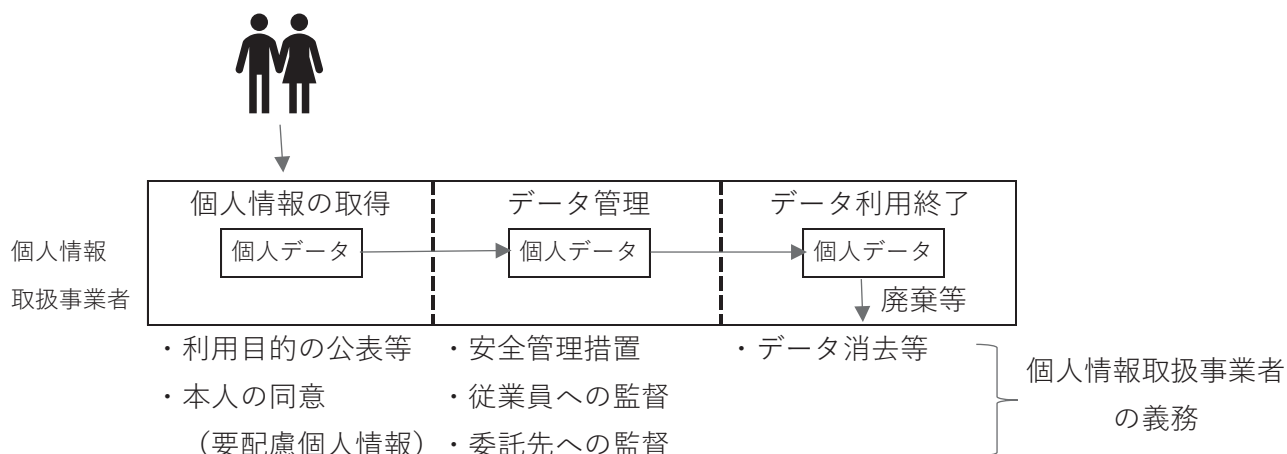 個人情報の取得
データ管理
データ利用終了
個人情報
取扱事業者
個人データ
個人データ
個人データ
廃棄等
・利用目的の公表等
・本人の同意
（要配慮個人情報）
・安全管理措置
・従業員への監督
・委託先への監督
・データ消去等
個人情報取扱事業者
の義務